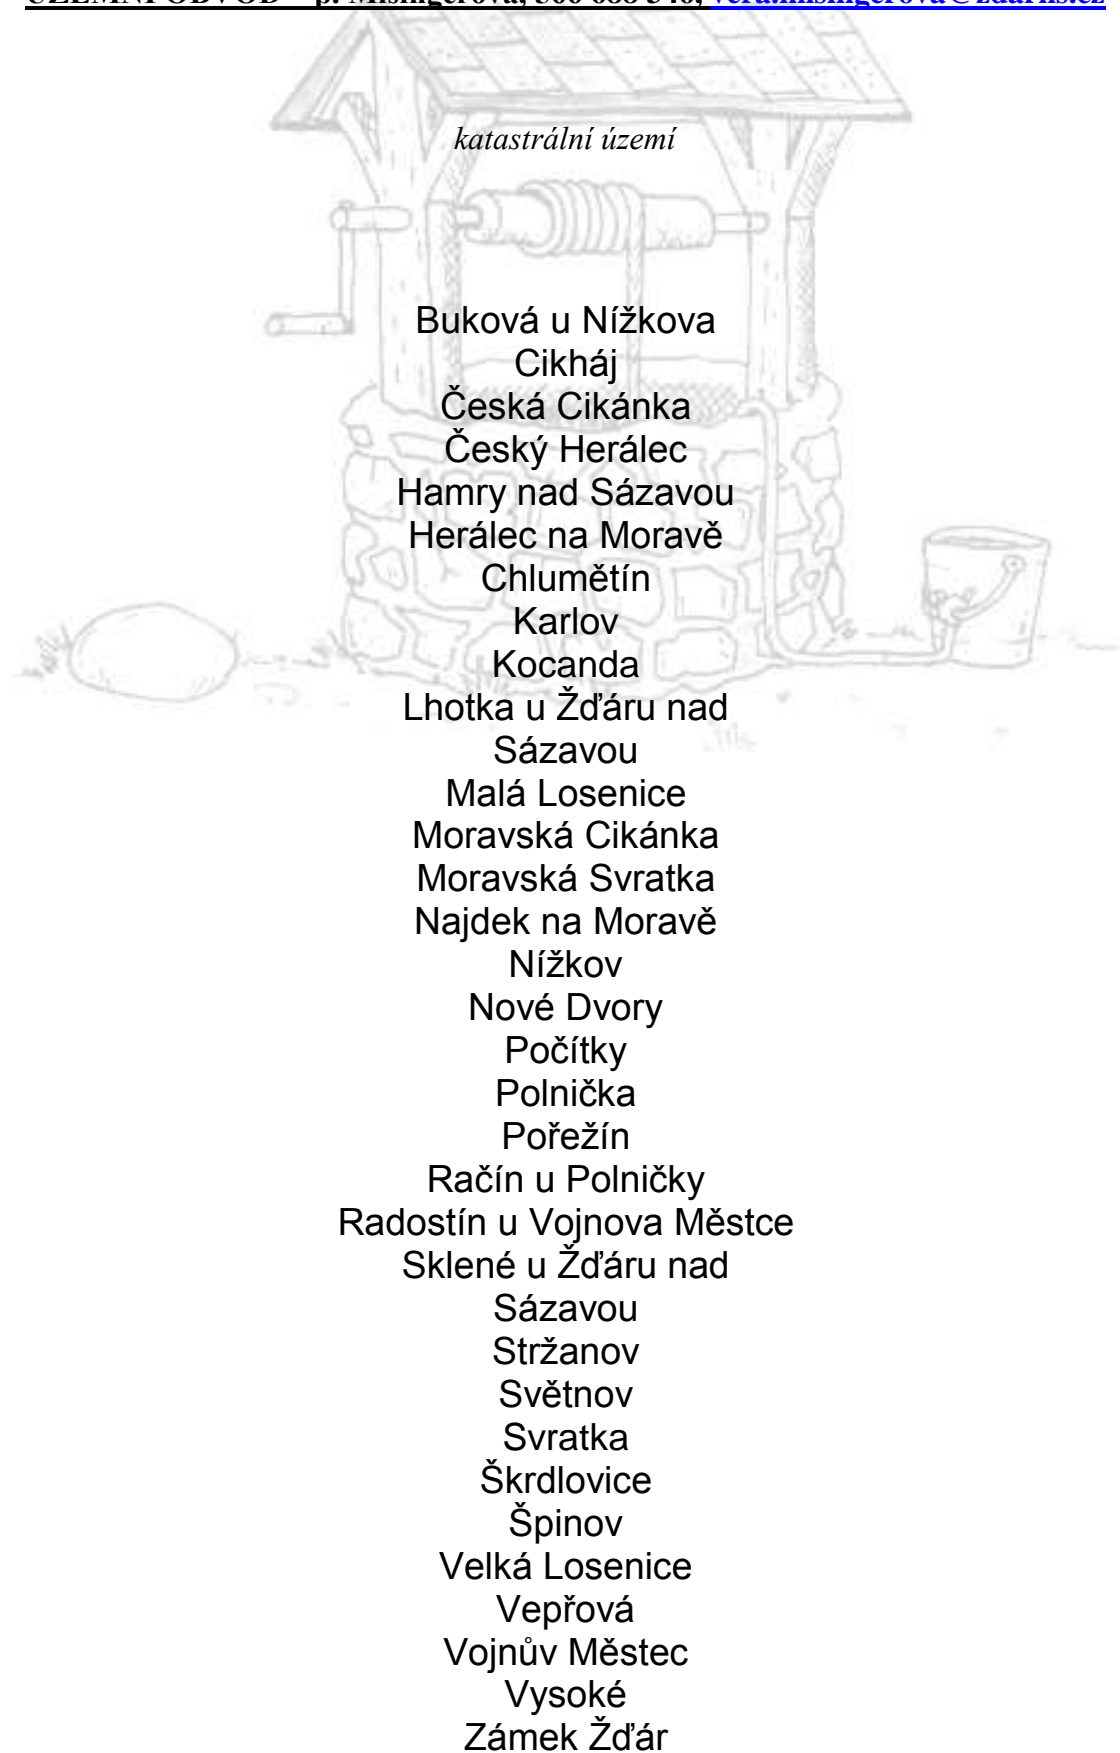 katastrální území
Buková u Nížkova
Cikháj
Česká Cikánka
Český Herálec
Hamry nad Sázavou
Herálec na Moravě
Chlumětín
Karlov
Kocanda
Lhotka u Žďáru nad
Sázavou
Malá Losenice
Moravská Cikánka
Moravská Svratka
Najdek na Moravě
Nížkov
Nové Dvory
Počítky
Polnička
Pořežín
Račín u Polničky
Radostín u Vojnova Městce
Sklené u Žďáru nad
Sázavou
Stržanov
Světnov
Svratka
Škrdlovice
Špinov
Velká Losenice
Vepřová
Vojnův Městec
Vysoké
Zámek Žďár